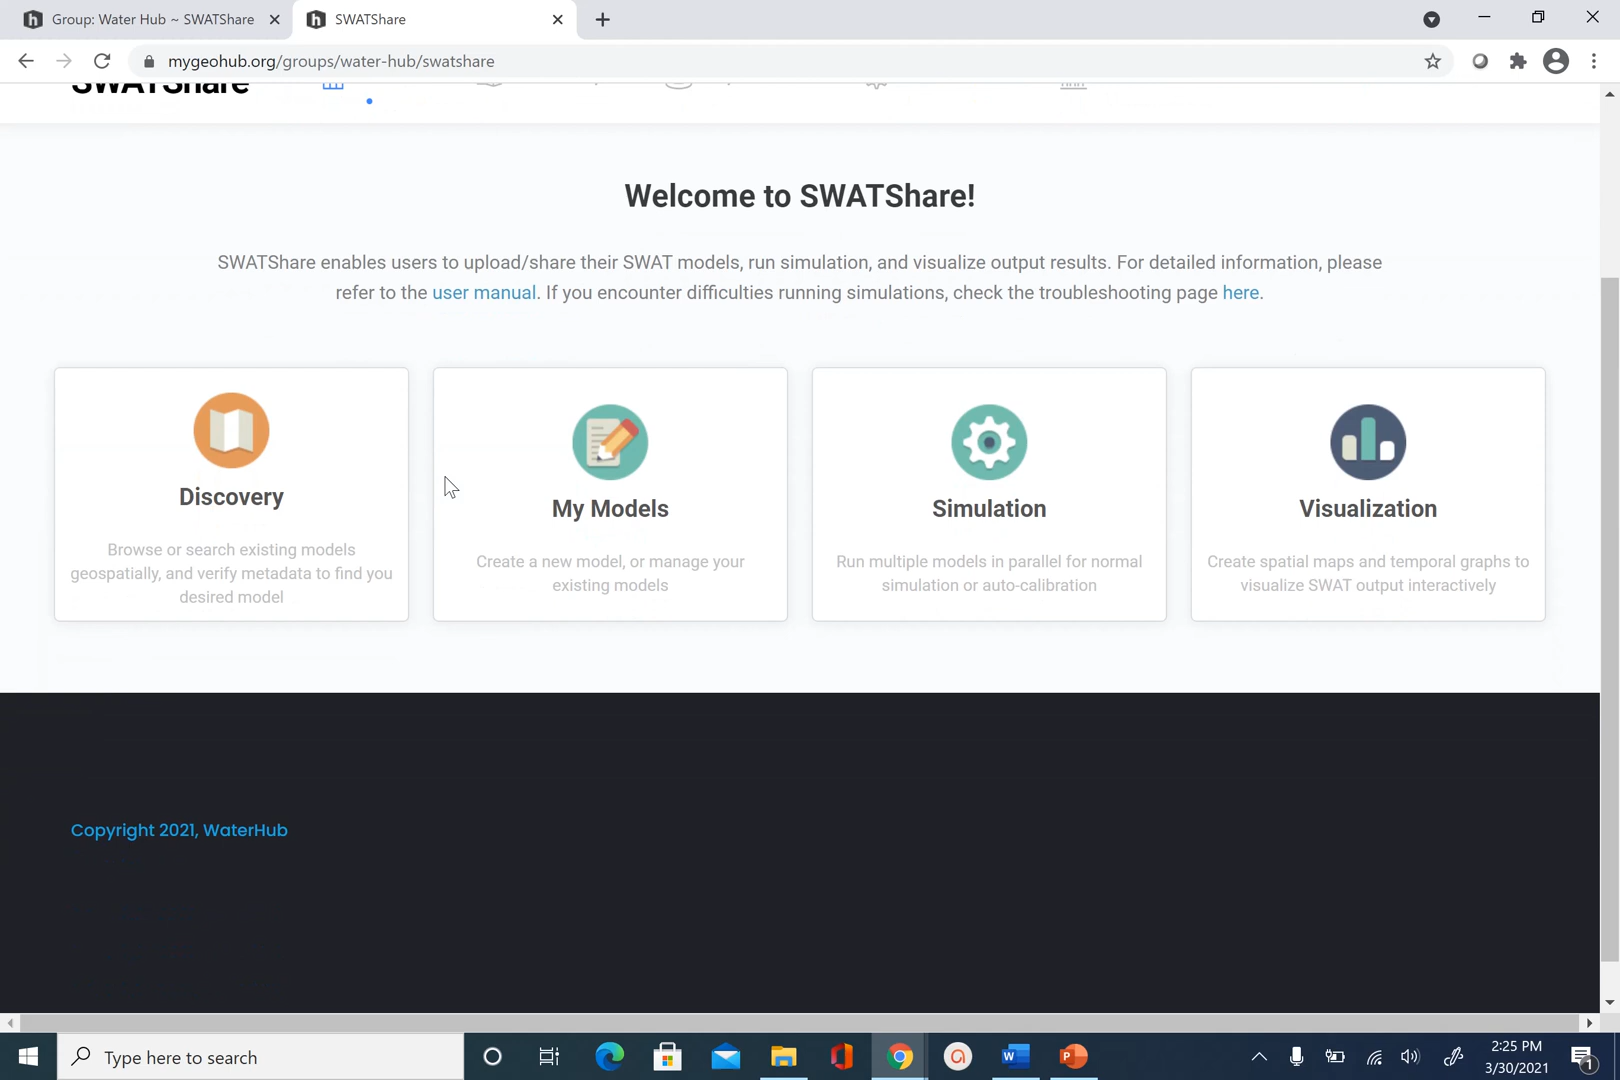 Group: Water Hub ~ SWATShare
SWATShare
mygeohub.org/groups/water-hub/swatshare
SWATShare
Welcome to SWATShare!
SWATShare enables users to upload/share their SWAT models, run simulation, and visualize output results. For detailed information, please
refer to the user manual. If you encounter difficulties running simulations, check the troubleshooting page here.
Discovery
Browse or search existing models
geospatially, and verify metadata to find you
desired model
My Models
Create a new model, or manage your
existing models
Simulation
Run multiple models in parallel for normal
simulation or auto-calibration
Visualization
Create spatial maps and temporal graphs to
visualize SWAT output interactively
Copyright 2021, WaterHub
Type here to search
2:25 PM
3/30/2021
1